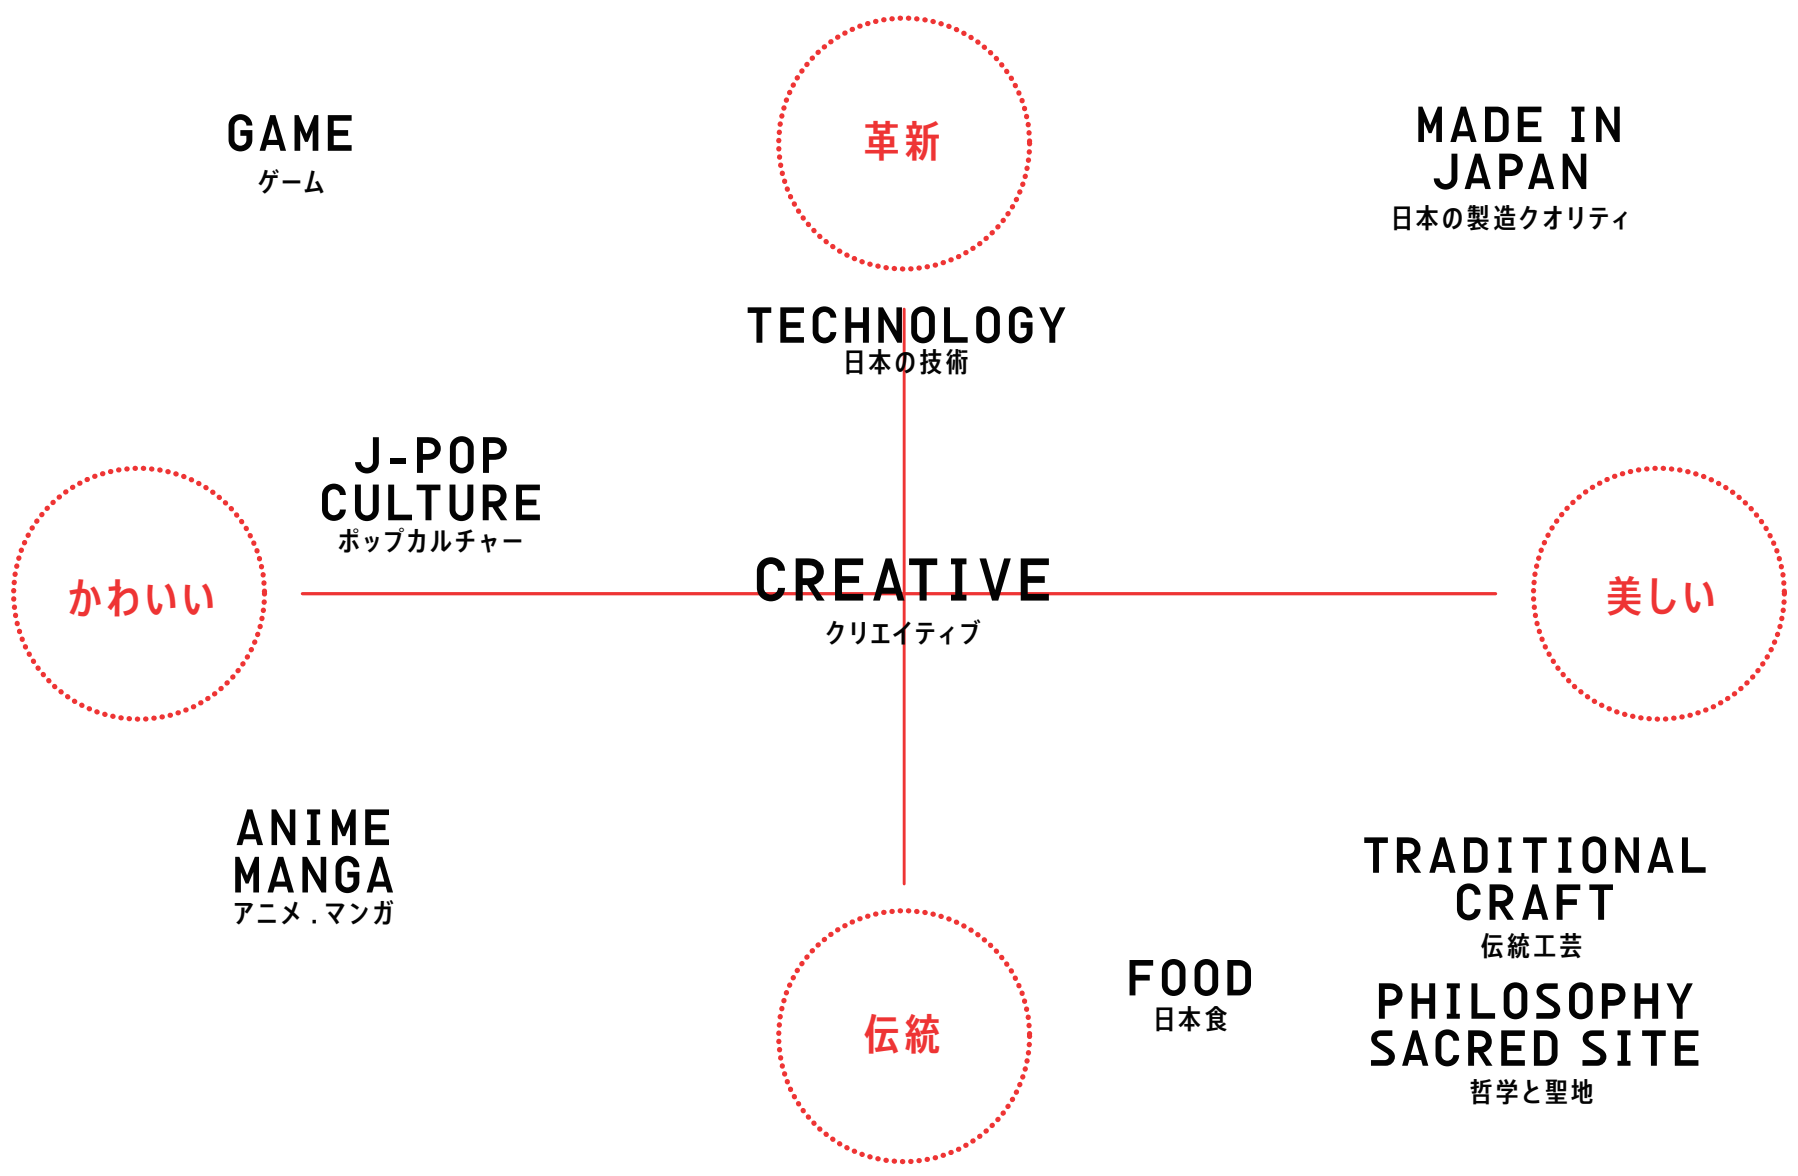 革新
GAME
ゲーム
MADE IN
JAPAN
日本の製造クオリティ
TECHNOLOGY
日本の技術
J-POP
CULTURE
ポップカルチャー
かわいい
CREATIVE
クリエイティブ
美しい
ANIME
MANGA
アニメ.マンガ
TRADITIONAL
CRAFT
伝統工芸
FOOD
日本食
伝統
PHILOSOPHY
SACRED SITE
哲学と聖地